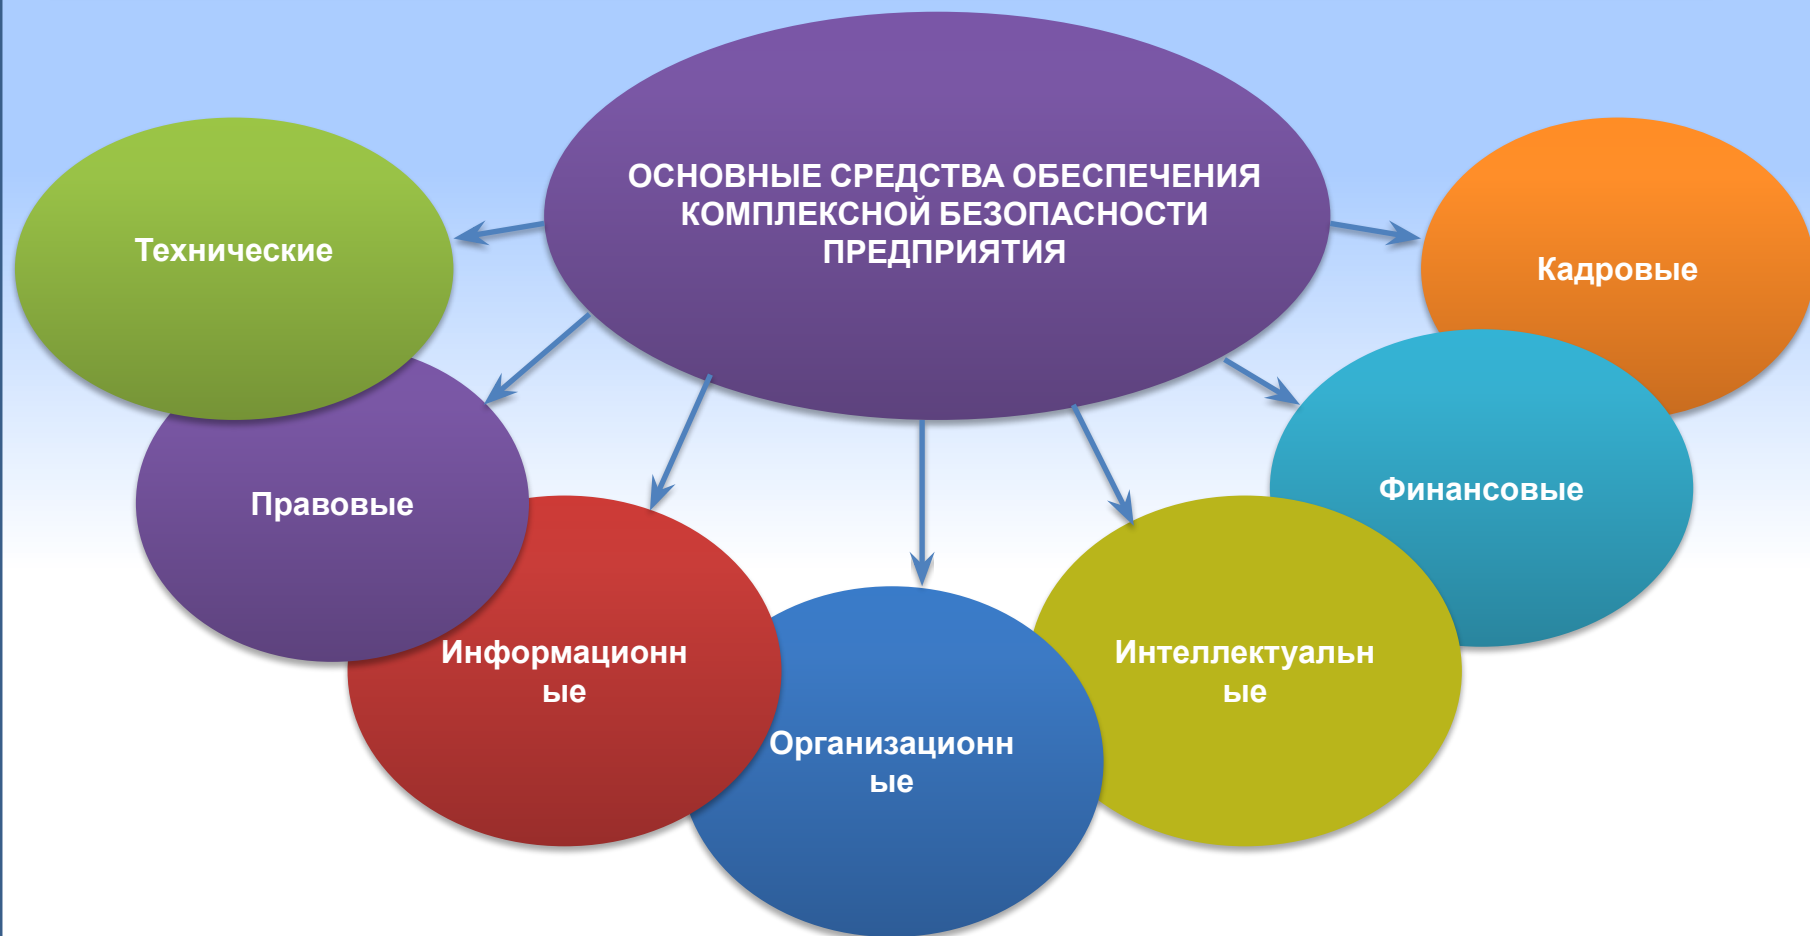 ОСНОВНЫЕ СРЕДСТВА ОБЕСПЕЧЕНИЯ
КОМПЛЕКСНОЙ БЕЗОПАСНОСТИ
ПРЕДПРИЯТИЯ
Технические
Кадровые
Правовые
Финансовые
Информационн
ые
Интеллектуальн
ые
Организационн
ые